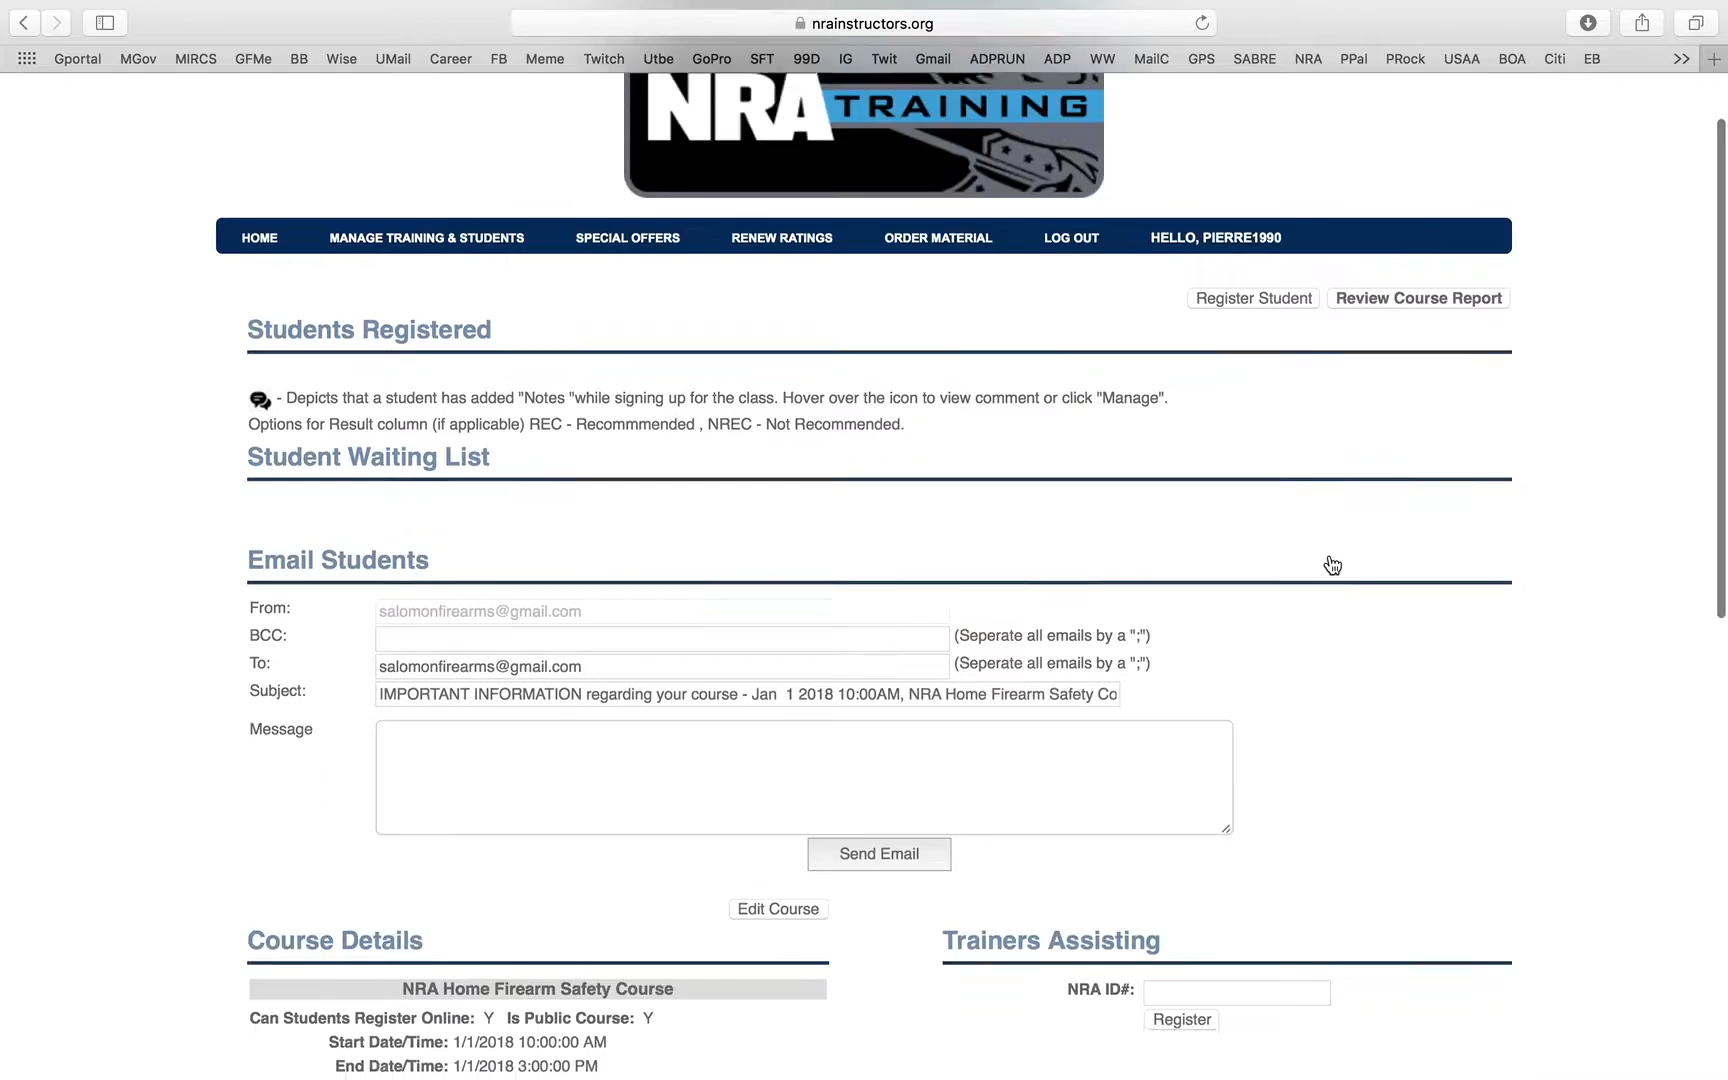 nrainstructors.org
Gportal MGov MIRCS GFMe BB Wise UMail Career FB Meme Twitch Utbe GoPro SFT 99D IG Twit Gmail ADPRUN ADP WW MailC GPS SABRE NRA PPal PRock USAA BOA Citi EB >> +
NRA TRAINING
HOME MANAGE TRAINING & STUDENTS SPECIAL OFFERS RENEW RATINGS ORDER MATERIAL LOG OUT HELLO, PIERRE1990
Register Student Review Course Report
Students Registered
- Depicts that a student has added "Notes "while signing up for the class. Hover over the icon to view comment or click "Manage".
Options for Result column (if applicable) REC - Recommmended , NREC - Not Recommended.
Student Waiting List
Email Students
From: salomonfirearms@gmail.com
BCC: (Seperate all emails by a ";")
To: salomonfirearms@gmail.com (Seperate all emails by a ";")
Subject: IMPORTANT INFORMATION regarding your course - Jan 1 2018 10:00AM, NRA Home Firearm Safety Co
Message
Send Email
Edit Course
Course Details Trainers Assisting
NRA Home Firearm Safety Course NRA ID#:
Can Students Register Online: Y Is Public Course: Y Register
Start Date/Time: 1/1/2018 10:00:00 AM
End Date/Time: 1/1/2018 3:00:00 PM